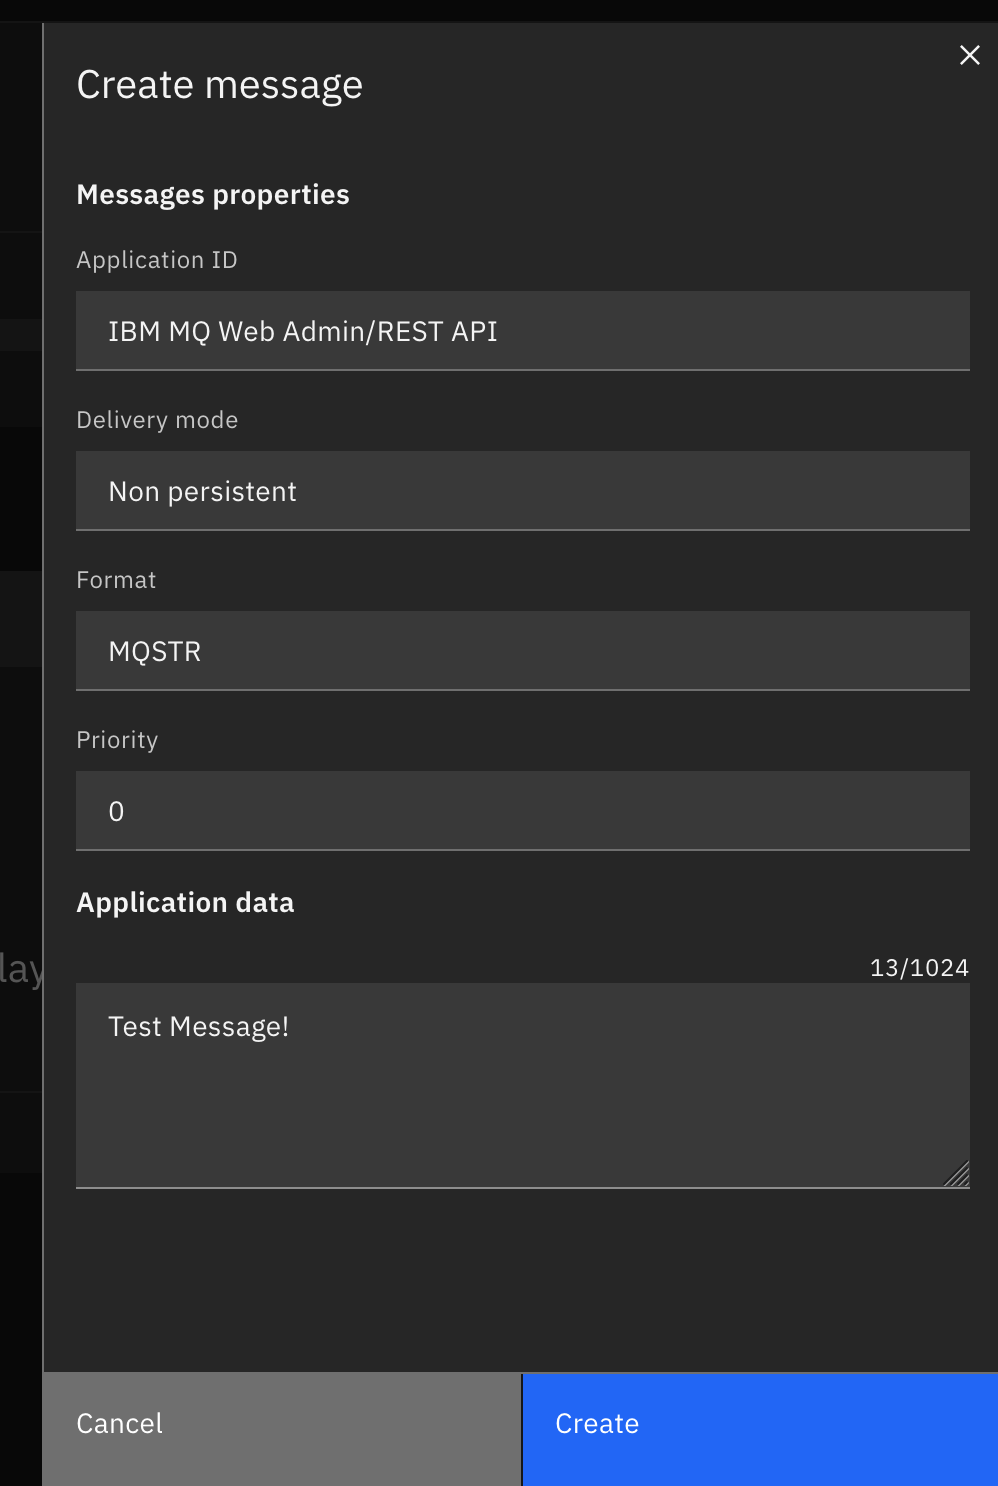 Create message
Messages properties
Application ID
IBM MQ Web Admin/REST API
Delivery mode
Non persistent
Format
MQSTR
Priority
0
Application data
lay
13/1024
Test Message!
Cancel
Create